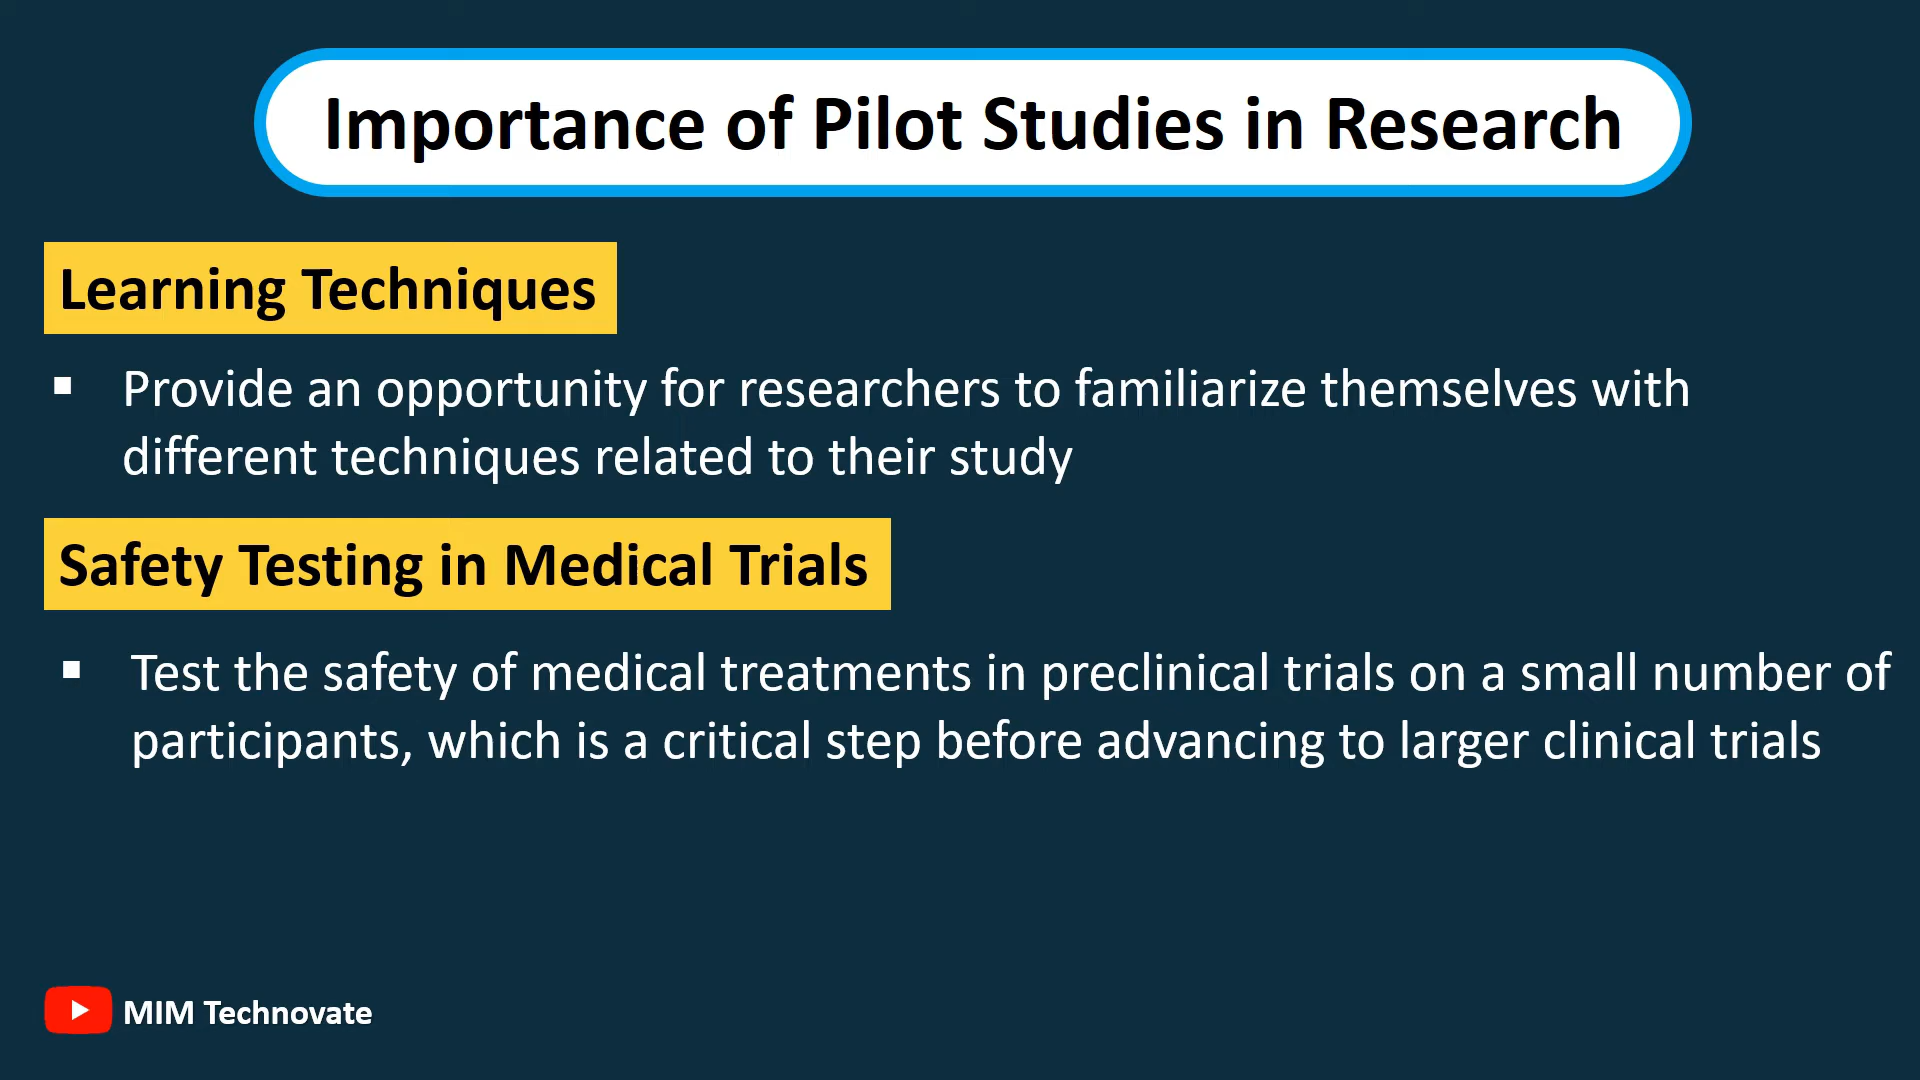 Importance of Pilot Studies in Research
Learning Techniques
▪ Provide an opportunity for researchers to familiarize themselves with
different techniques related to their study
Safety Testing in Medical Trials
▪ Test the safety of medical treatments in preclinical trials on a small number of
participants, which is a critical step before advancing to larger clinical trials
MIM Technovate